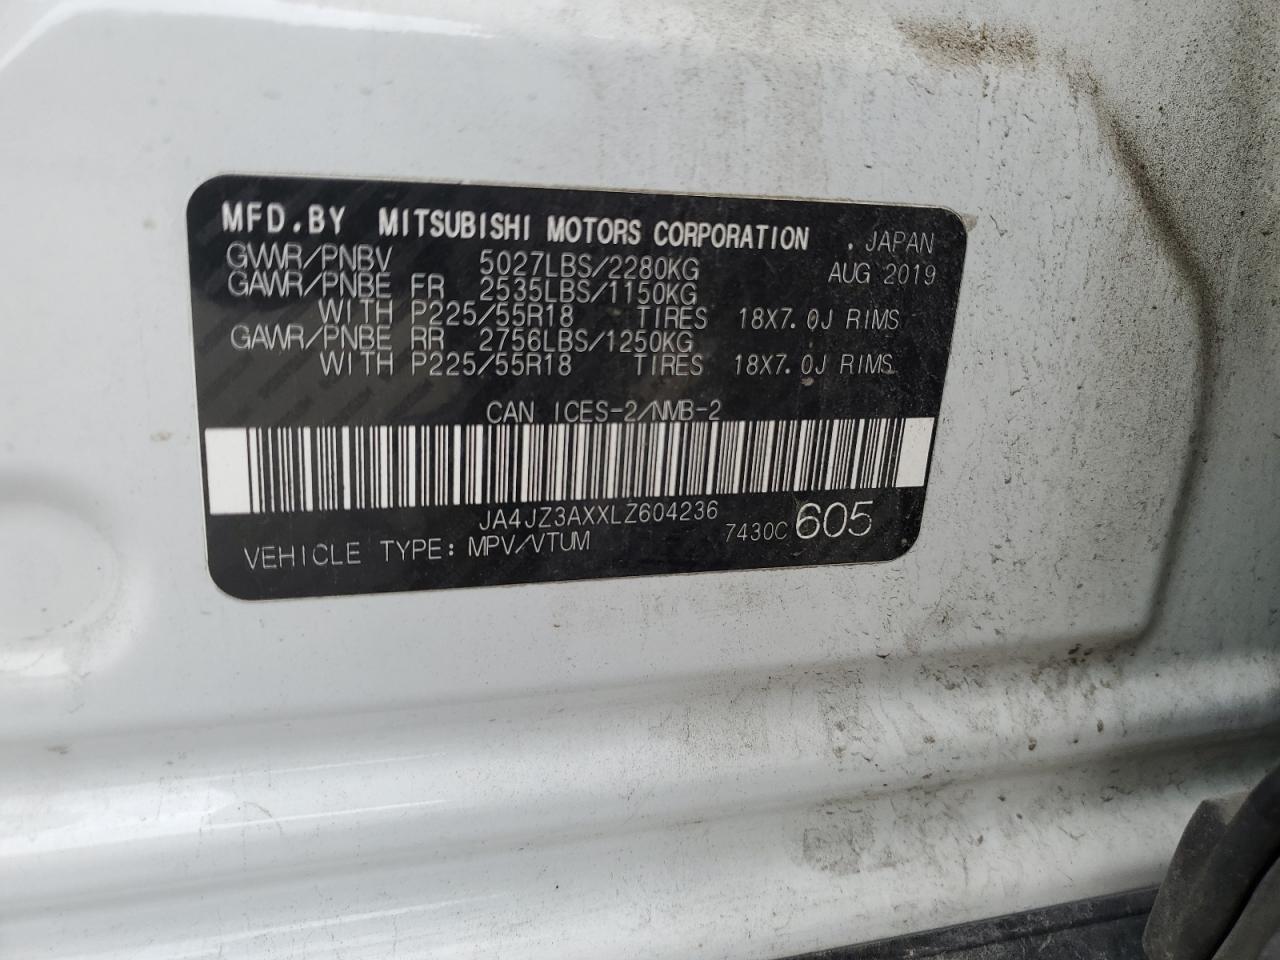 MFD.BY MITSUBISHI MOTORS CORPORATION . JAPAN
GVWR/PNBV 5027LBS/2280KG AUG 2019
GAWR/PNBE FR 2535LBS/1150KG
WITH P225/55R18 TIRES 18X7.0J RIMS
GAWR/PNBE RR 2756LBS/1250KG
WITH P225/55R18 TIRES 18X7.0J RIMS
CAN ICES-2/NMB-2
JA4JZ3AXXLZ604236
VEHICLE TYPE: MPV/VTUM 7430C 605